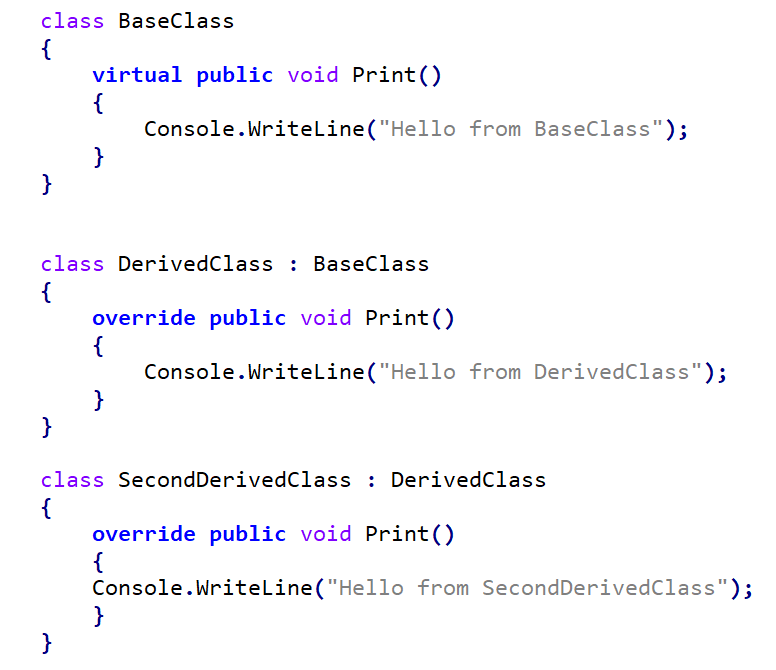 class BaseClass
{
    virtual public void Print()
    {
        Console.WriteLine("Hello from BaseClass");
    }
}
class DerivedClass : BaseClass
{
    override public void Print()
    {
        Console.WriteLine("Hello from DerivedClass");
    }
}
class SecondDerivedClass : DerivedClass
{
    override public void Print()
    {
    Console.WriteLine("Hello from SecondDerivedClass");
    }
}